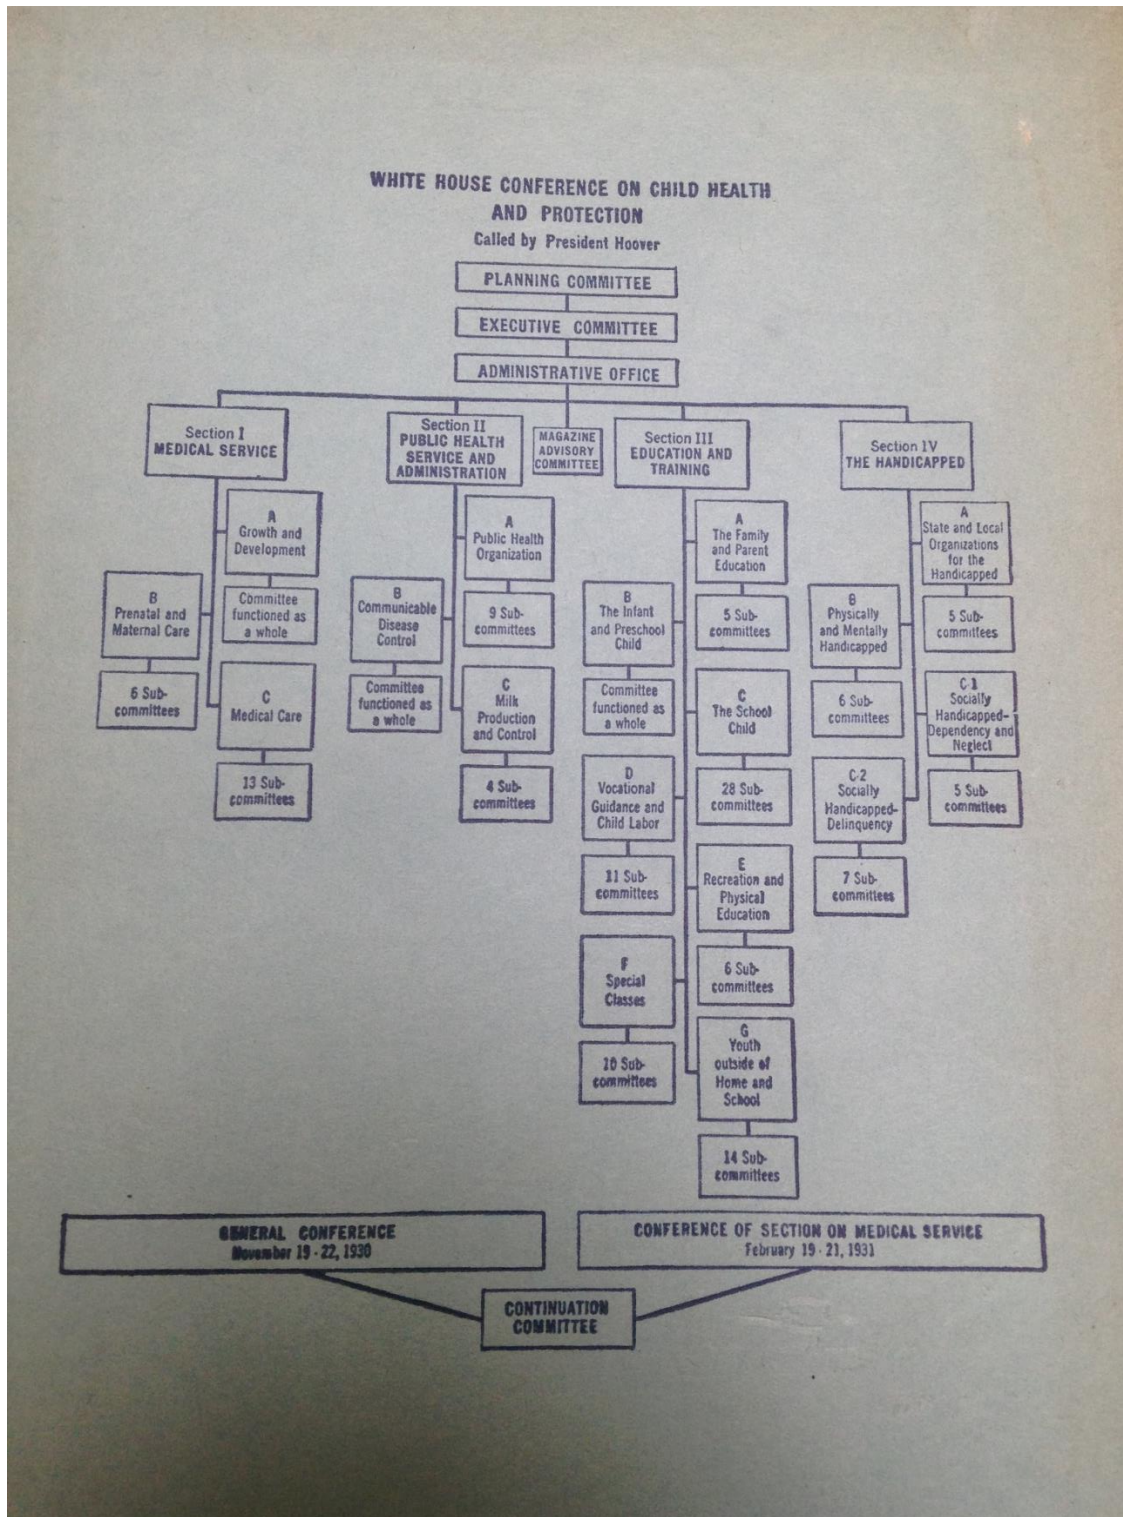 WHITE HOUSE CONFERENCE ON CHILD HEALTH
AND PROTECTION
Called by President Hoover
PLANNING COMMITTEE
EXECUTIVE COMMITTEE
ADMINISTRATIVE OFFICE
Section I
MEDICAL SERVICE
A
Growth and
Development
Committee
functioned as
a whole
B
Prenatal and
Maternal Care
6 Sub-
committees
C
Medical Care
13 Sub-
committees
Section II
PUBLIC HEALTH
SERVICE AND
ADMINISTRATION
A
Public Health
Organization
9 Sub-
committees
B
Communicable
Disease
Control
Committee
functioned as
a whole
C
Milk
Production
and Control
4 Sub-
committees
MAGAZINE
ADVISORY
COMMITTEE
Section III
EDUCATION AND
TRAINING
A
The Family
and Parent
Education
5 Sub-
committees
B
The Infant
and Preschool
Child
Committee
functioned as
a whole
C
The School
Child
28 Sub-
committees
D
Vocational
Guidance and
Child Labor
11 Sub-
committees
E
Recreation and
Physical
Education
6 Sub-
committees
F
Special
Classes
10 Sub-
committees
G
Youth
outside of
Home and
School
14 Sub-
committees
Section IV
THE HANDICAPPED
A
State and Local
Organizations
for the
Handicapped
5 Sub-
committees
B
Physically
and Mentally
Handicapped
6 Sub-
committees
C-1
Socially
Handicapped-
Dependency and
Neglect
5 Sub-
committees
C-2
Socially
Handicapped-
Delinquency
7 Sub-
committees
GENERAL CONFERENCE
November 19-22, 1930
CONFERENCE OF SECTION ON MEDICAL SERVICE
February 19-21, 1931
CONTINUATION
COMMITTEE